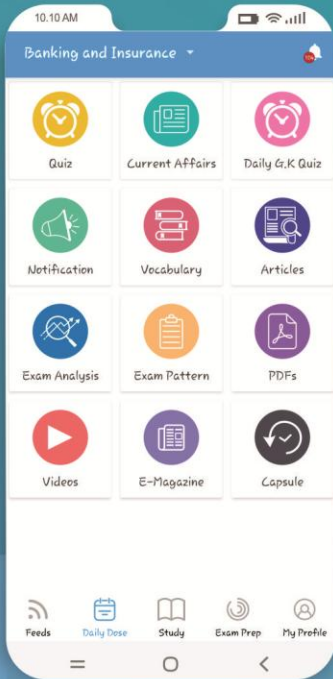 10.10 AM
Banking and Insurance
Quiz
Current Affairs
Daily G.K Quiz
Notification
Vocabulary
Articles
Exam Analysis
Exam Pattern
PDFs
Videos
E-Magazine
Capsule
Feeds
Daily Dose
Study
Exam Prep
My Profile